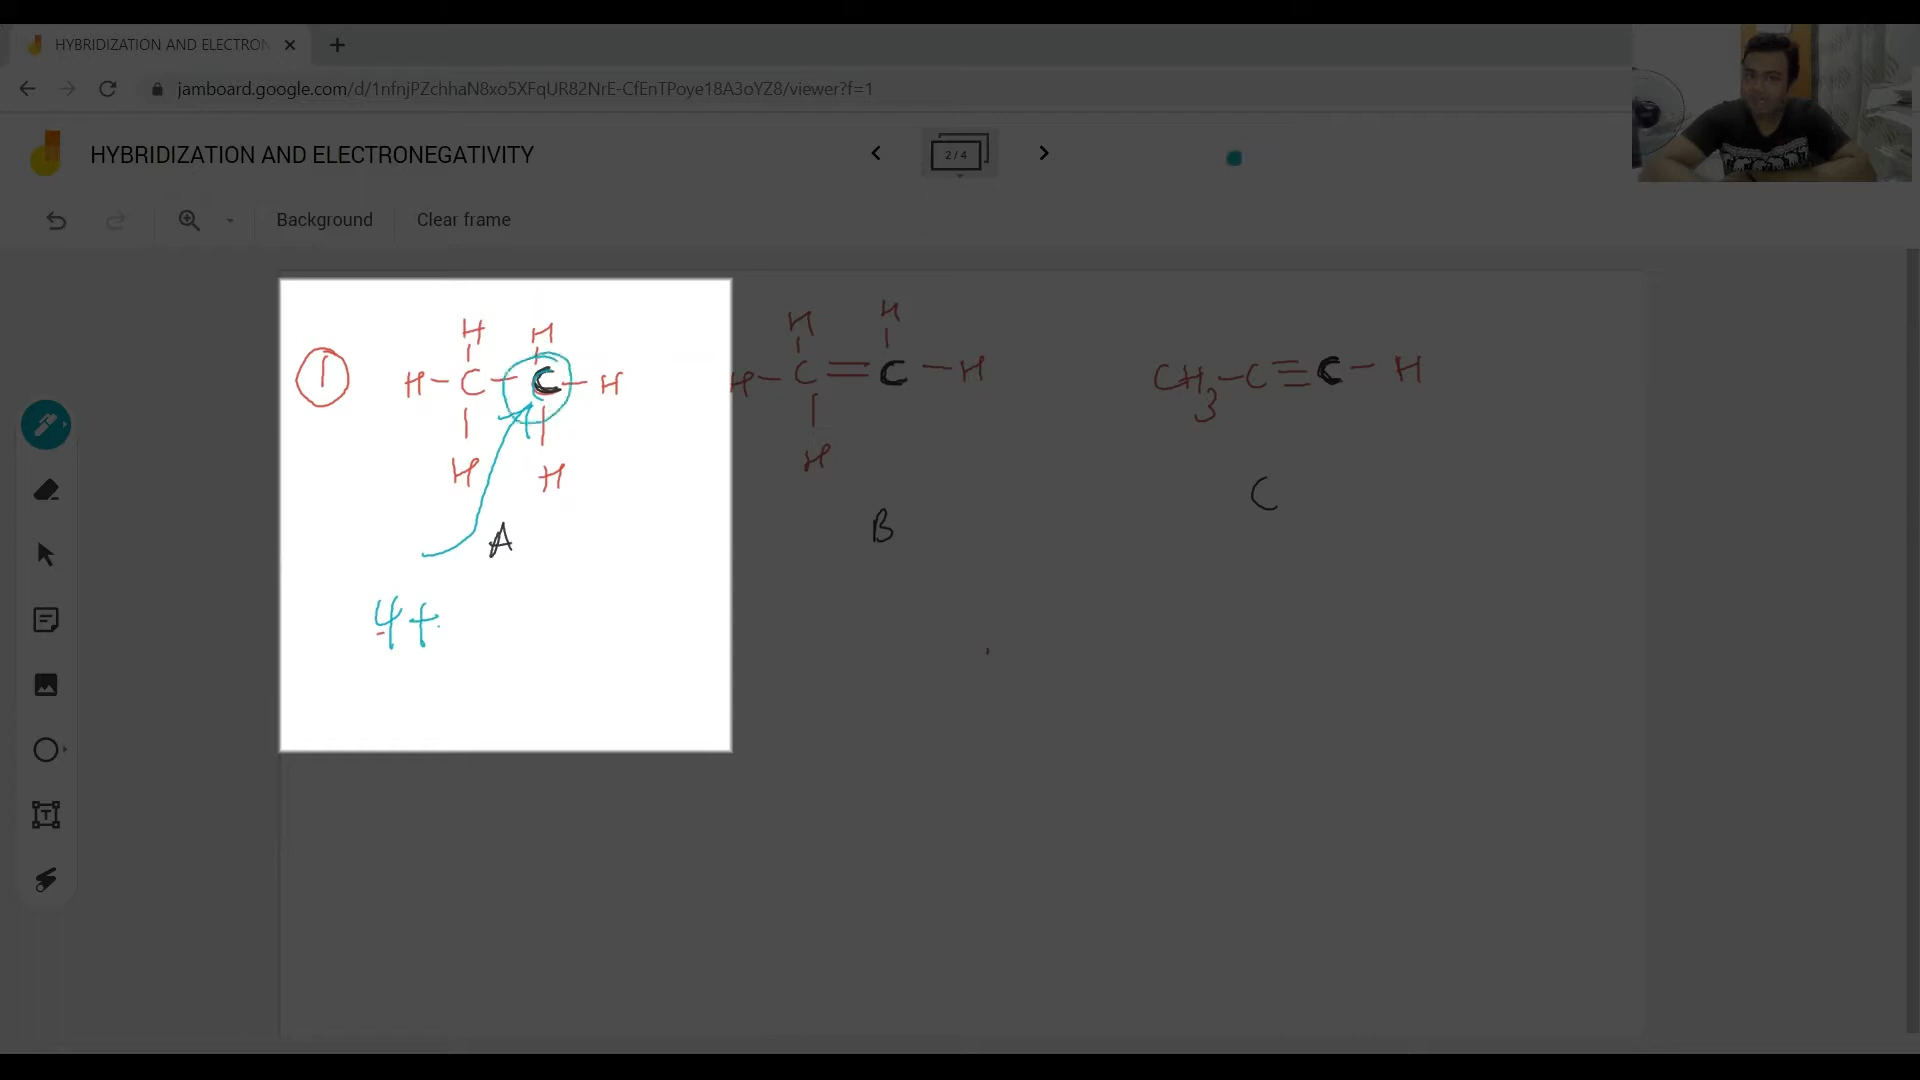 HYBRIDIZATION AND ELECTRON
jamboard.google.com/d/1nfnjPZchhaN8xo5XFqUR82NrE-CfEnTPoye18A3oYZ8/viewer?f=1
HYBRIDIZATION AND ELECTRONEGATIVITY
2 / 4
Background Clear frame
H H H H
1 H-C-C-H H-C=C-H CH3-C≡C-H
H H H
A B C
4+